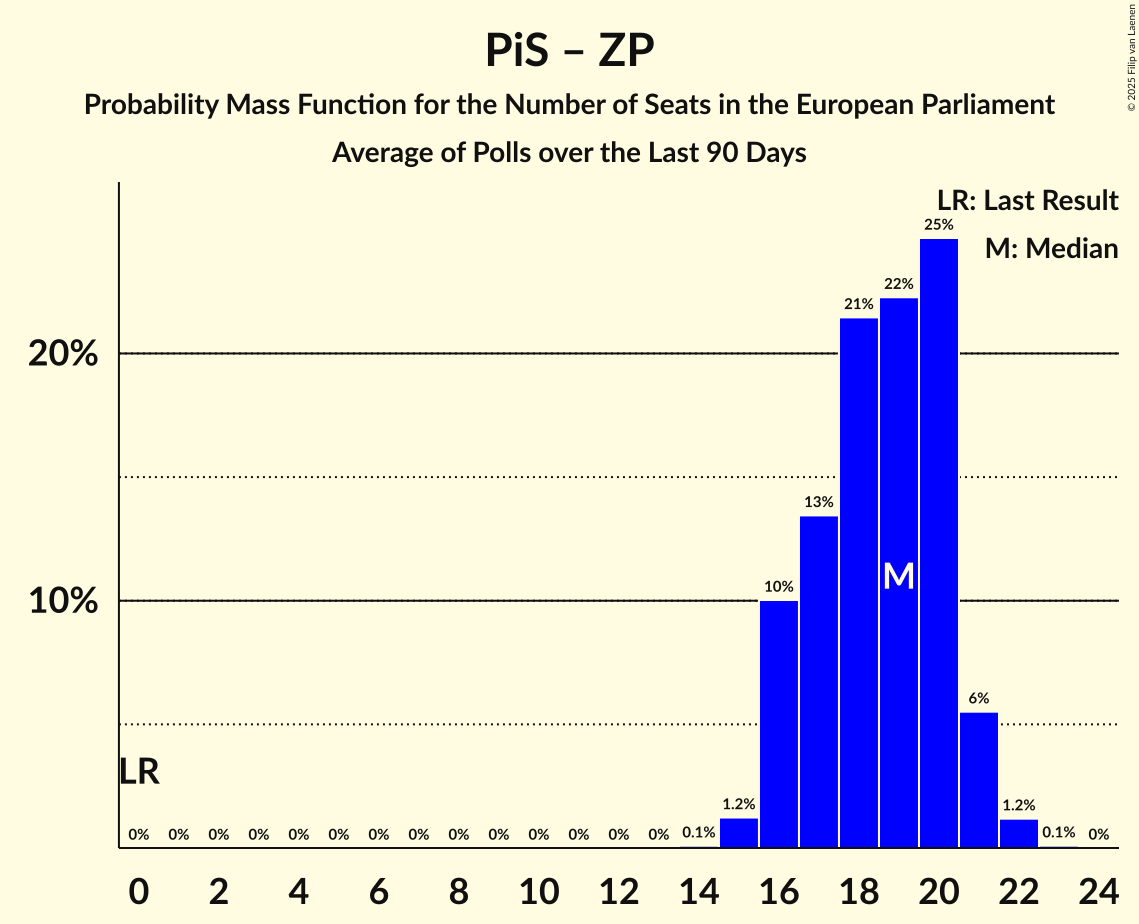 PiS – ZP
Probability Mass Function for the Number of Seats in the European Parliament
Average of Polls over the Last 90 Days
© 2025 Filip van Laenen
LR: Last Result
M: Median
25%
22%
21%
20%
13%
10%
10%
M
6%
LR
1.2%
1.2%
0% 0% 0% 0% 0% 0% 0% 0% 0% 0% 0% 0% 0% 0% 0.1% 0.1% 0%
0 2 4 6 8 10 12 14 16 18 20 22 24